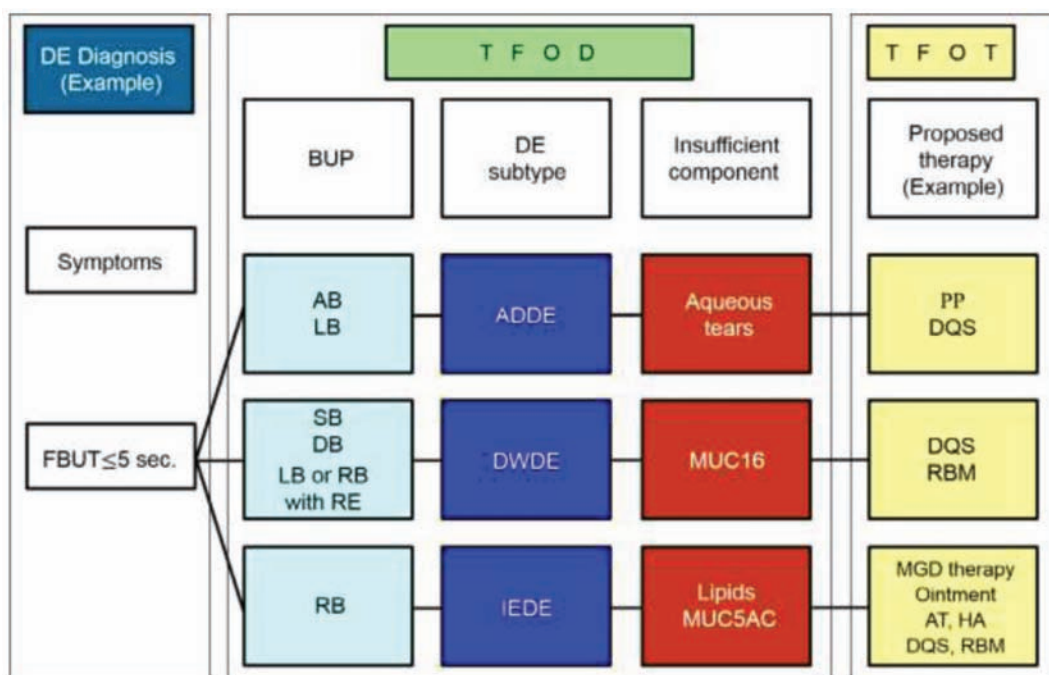 DE Diagnosis
(Example)
T F O D
T F O T
BUP
DE
subtype
Insufficient
component
Proposed
therapy
(Example)
Symptoms
FBUT≦5 sec.
AB
LB
ADDE
Aqueous
tears
PP
DQS
SB
DB
LB or RB
with RE
DWDE
MUC16
DQS
RBM
RB
IEDE
Lipids
MUC5AC
MGD therapy
Ointment
AT, HA
DQS, RBM